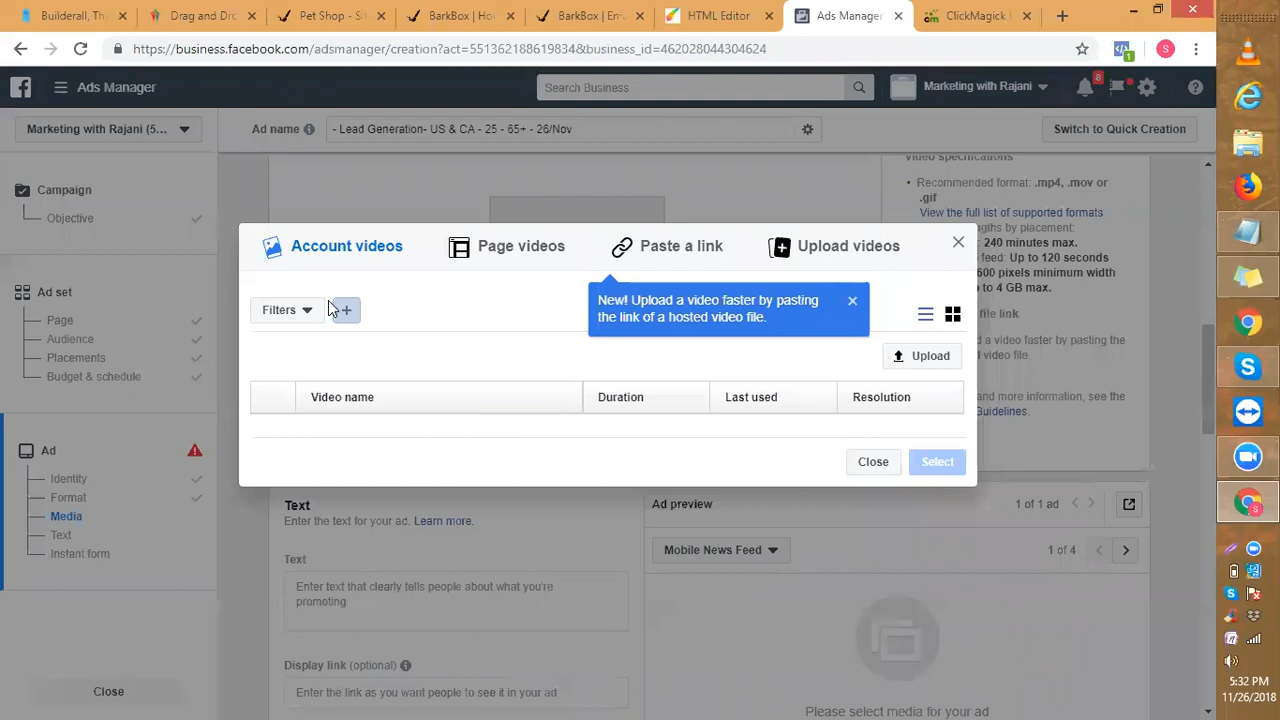 Builderall, Th
Drag and Dro
Pet Shop - Sit
BarkBox | Ho
BarkBox | Em
HTML Editor
Ads Manager
ClickMagick
https://business.facebook.com/adsmanager/creation?act=551362188619834&business_id=462028044304624
1
S
Ads Manager
Search Business
Marketing with Rajani
8
Marketing with Rajani (5...
Ad name
- Lead Generation- US & CA - 25 - 65+ - 26/Nov
Switch to Quick Creation
Campaign
Objective
Ad set
Page
Audience
Placements
Budget & schedule
Ad
Identity
Format
Media
Text
Instant form
Close
Video specifications
• Recommended format: .mp4, .mov or
.gif
View the full list of supported formats
gths by placement:
240 minutes max.
feed: Up to 120 seconds
600 pixels minimum width
to 4 GB max.
file link
a video faster by pasting
the link of a hosted video file.
and more information, see the
Guidelines.
Account videos
Page videos
Paste a link
Upload videos
Filters
+
New! Upload a video faster by pasting
the link of a hosted video file.
Upload
Video name
Duration
Last used
Resolution
Close
Select
Text
Enter the text for your ad. Learn more.
Text
Enter text that clearly tells people about what you're
promoting
Display link (optional)
Enter the link as you want people to see it in your ad
Ad preview
1 of 1 ad
Mobile News Feed
1 of 4
Please select media for your ad
5:32 PM
11/26/2018